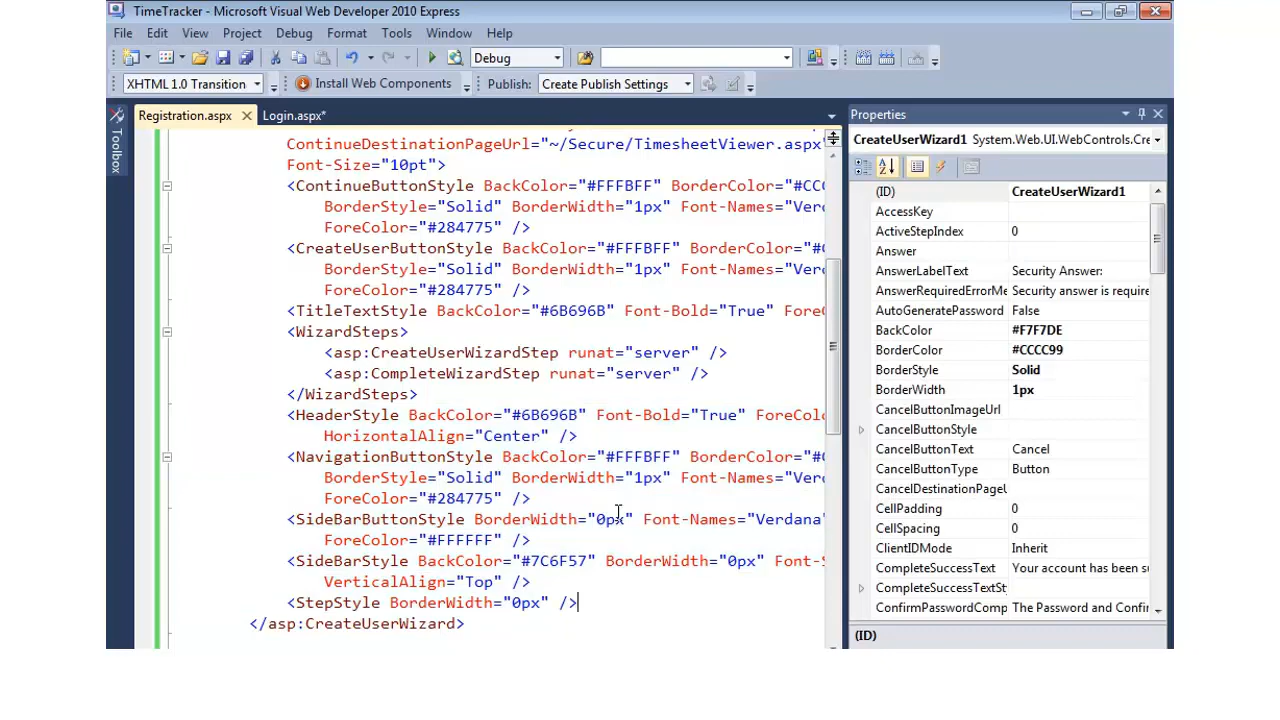 TimeTracker - Microsoft Visual Web Developer 2010 Express
File Edit View Project Debug Format Tools Window Help
Debug
XHTML 1.0 Transition Install Web Components Publish: Create Publish Settings
Toolbox
Registration.aspx Login.aspx*
ContinueDestinationPageUrl="~/Secure/TimesheetViewer.aspx"
Font-Size="10pt">
<ContinueButtonStyle BackColor="#FFFBFF" BorderColor="#CCC
BorderStyle="Solid" BorderWidth="1px" Font-Names="Ver
ForeColor="#284775" />
<CreateUserButtonStyle BackColor="#FFFBFF" BorderColor="#
BorderStyle="Solid" BorderWidth="1px" Font-Names="Ver
ForeColor="#284775" />
<TitleTextStyle BackColor="#6B696B" Font-Bold="True" Fore
<WizardSteps>
<asp:CreateUserWizardStep runat="server" />
<asp:CompleteWizardStep runat="server" />
</WizardSteps>
<HeaderStyle BackColor="#6B696B" Font-Bold="True" ForeColo
HorizontalAlign="Center" />
<NavigationButtonStyle BackColor="#FFFBFF" BorderColor="#
BorderStyle="Solid" BorderWidth="1px" Font-Names="Ver
ForeColor="#284775" />
<SideBarButtonStyle BorderWidth="0px" Font-Names="Verdana"
ForeColor="#FFFFFF" />
<SideBarStyle BackColor="#7C6F57" BorderWidth="0px" Font-S
VerticalAlign="Top" />
<StepStyle BorderWidth="0px" />
</asp:CreateUserWizard>
Properties
CreateUserWizard1 System.Web.UI.WebControls.Cre
(ID) CreateUserWizard1
AccessKey
ActiveStepIndex 0
Answer
AnswerLabelText Security Answer:
AnswerRequiredErrorMe Security answer is require
AutoGeneratePassword False
BackColor #F7F7DE
BorderColor #CCCC99
BorderStyle Solid
BorderWidth 1px
CancelButtonImageUrl
CancelButtonStyle
CancelButtonText Cancel
CancelButtonType Button
CancelDestinationPageU
CellPadding 0
CellSpacing 0
ClientIDMode Inherit
CompleteSuccessText Your account has been su
CompleteSuccessTextSt
ConfirmPasswordComp The Password and Confir
(ID)